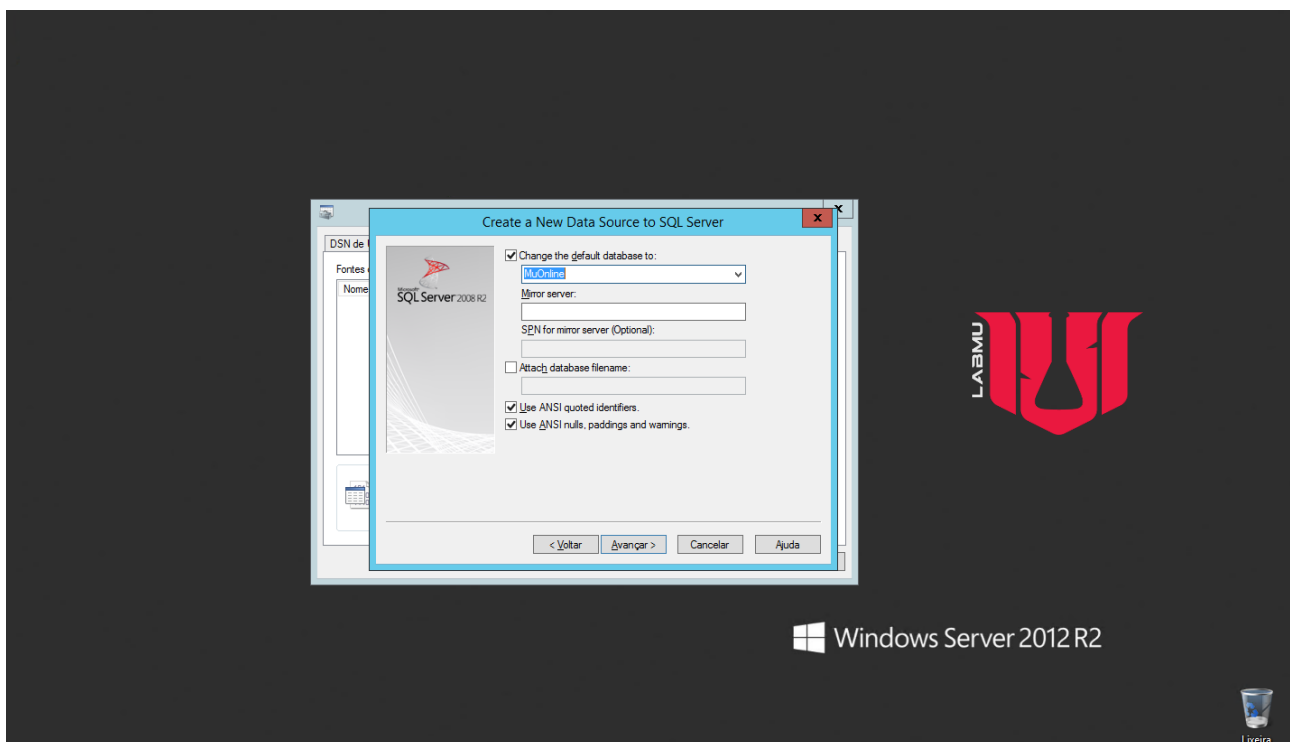 x
Create a New Data Source to SQL Server
x
DSN de
Fontes
Nome
Microsoft
SQL Server 2008 R2
Change the default database to:
MuOnline
Mirror server:
SPN for mirror server (Optional):
Attach database filename:
Use ANSI quoted identifiers.
Use ANSI nulls, paddings and warnings.
< Voltar
Avançar >
Cancelar
Ajuda
LABMU
Windows Server 2012 R2
Lixeira